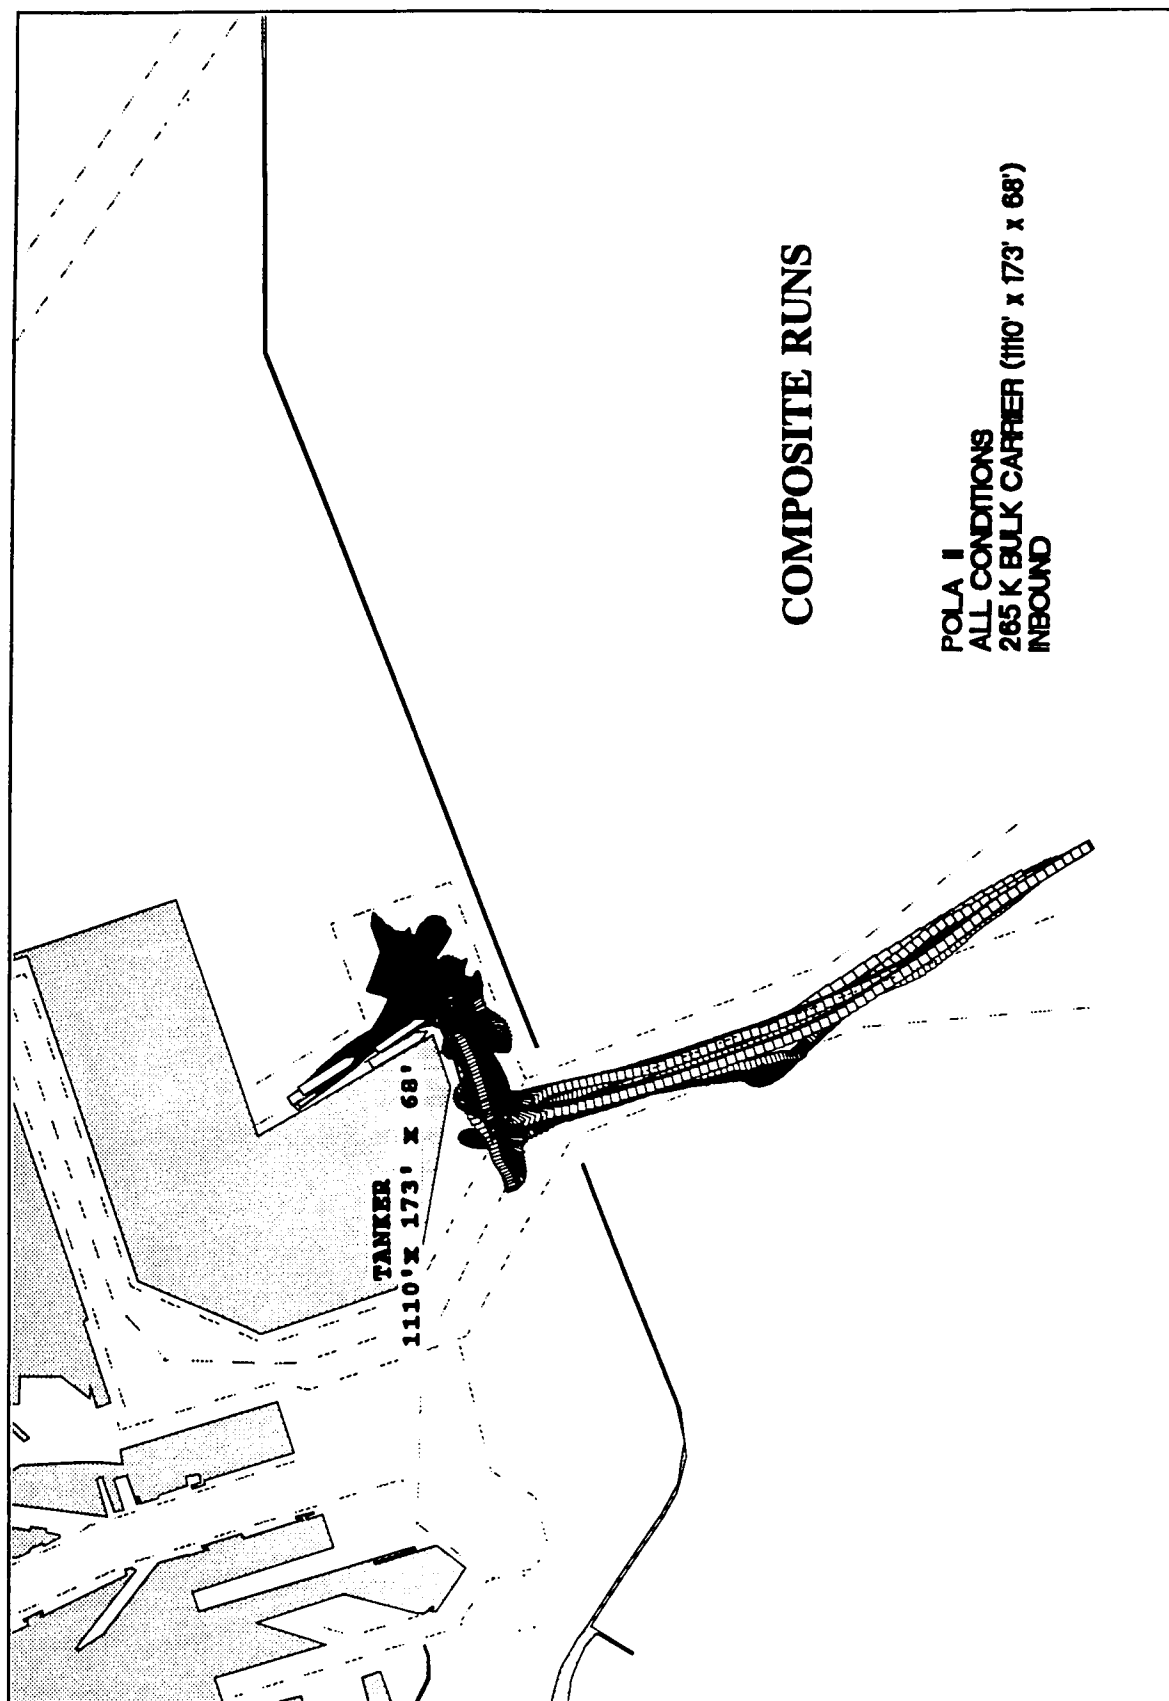 COMPOSITE RUNS
POLA II
ALL CONDITIONS
265 K BULK CARRIER (1110' x 173' x 68')
INBOUND
TANKER
1110'X 173' X 68'